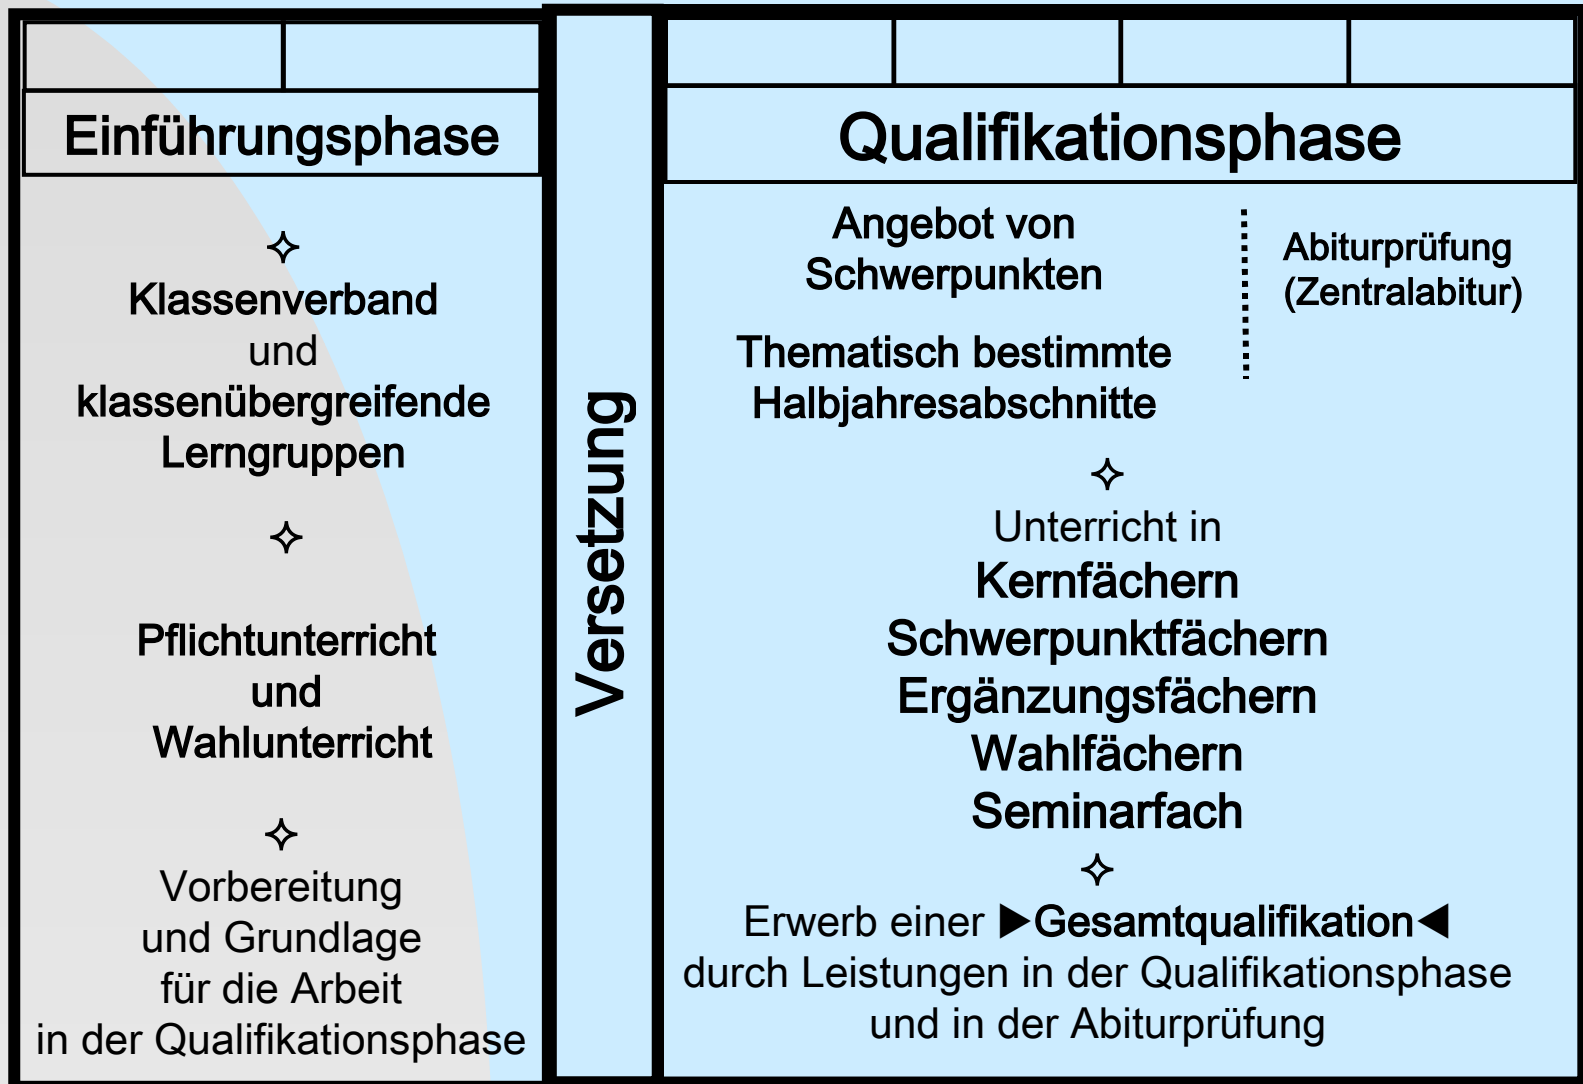 Einführungsphase
✧
Klassenverband
und
klassenübergreifende
Lerngruppen
✧
Pflichtunterricht
und
Wahlunterricht
✧
Vorbereitung
und Grundlage
für die Arbeit
in der Qualifikationsphase
Versetzung
Qualifikationsphase
Angebot von
Schwerpunkten
Thematisch bestimmte
Halbjahresabschnitte
Abiturprüfung
(Zentralabitur)
✧
Unterricht in
Kernfächern
Schwerpunktfächern
Ergänzungsfächern
Wahlfächern
Seminarfach
✧
Erwerb einer ▶Gesamtqualifikation◀
durch Leistungen in der Qualifikationsphase
und in der Abiturprüfung